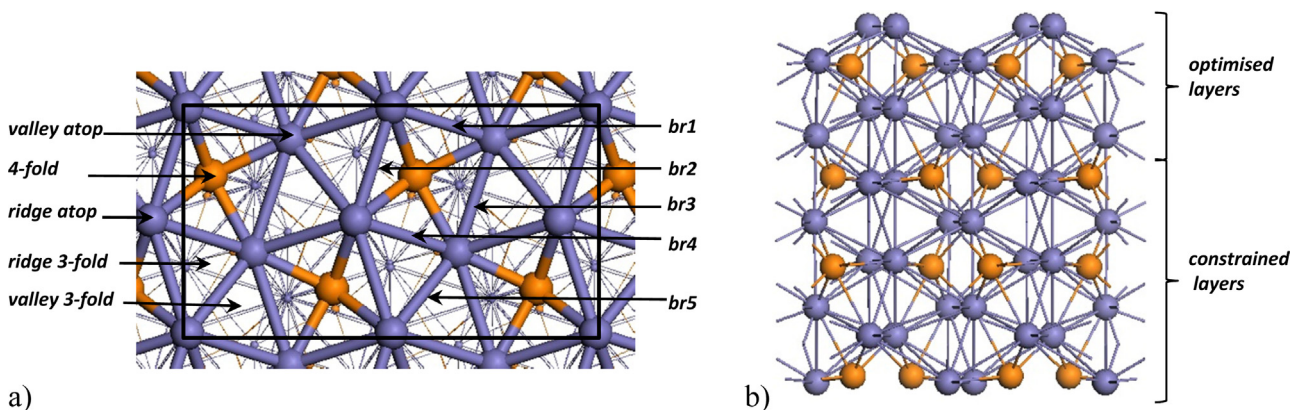 valley atop
4-fold
ridge atop
ridge 3-fold
valley 3-fold
br1
br2
br3
br4
br5
a)
optimised
layers
constrained
layers
b)